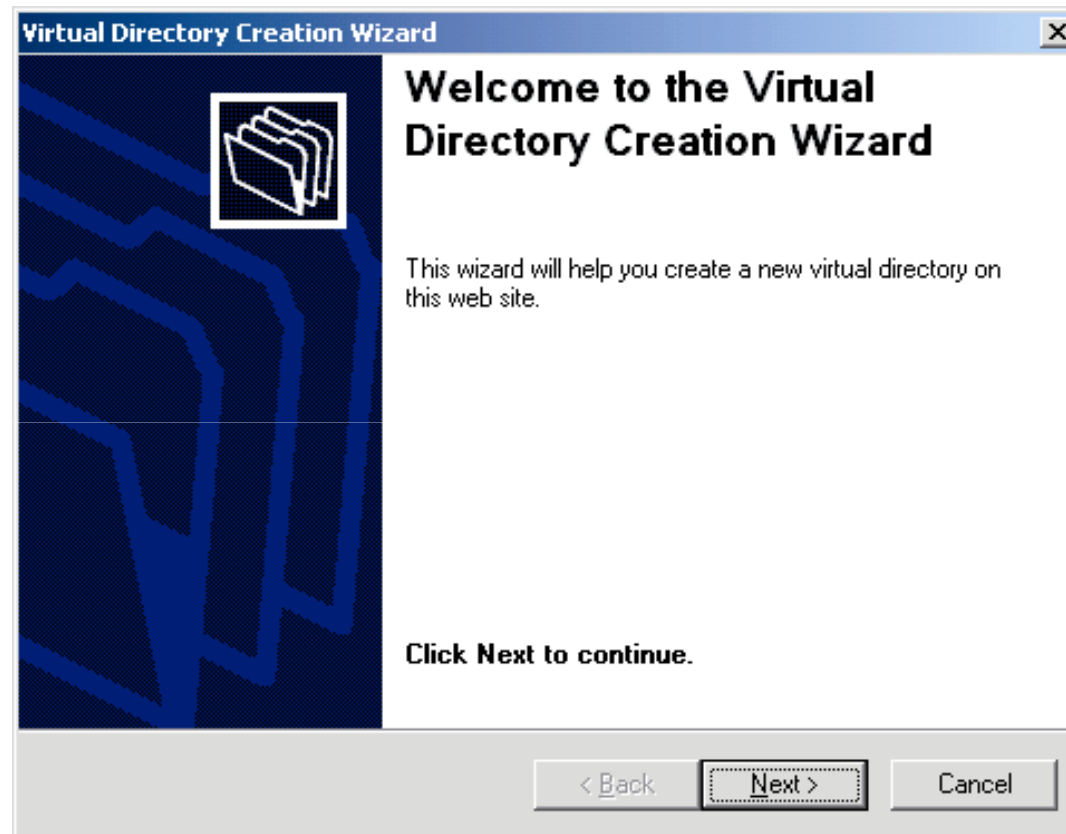 Virtual Directory Creation Wizard
Welcome to the Virtual
Directory Creation Wizard
This wizard will help you create a new virtual directory on
this web site.
Click Next to continue.
< Back
Next >
Cancel